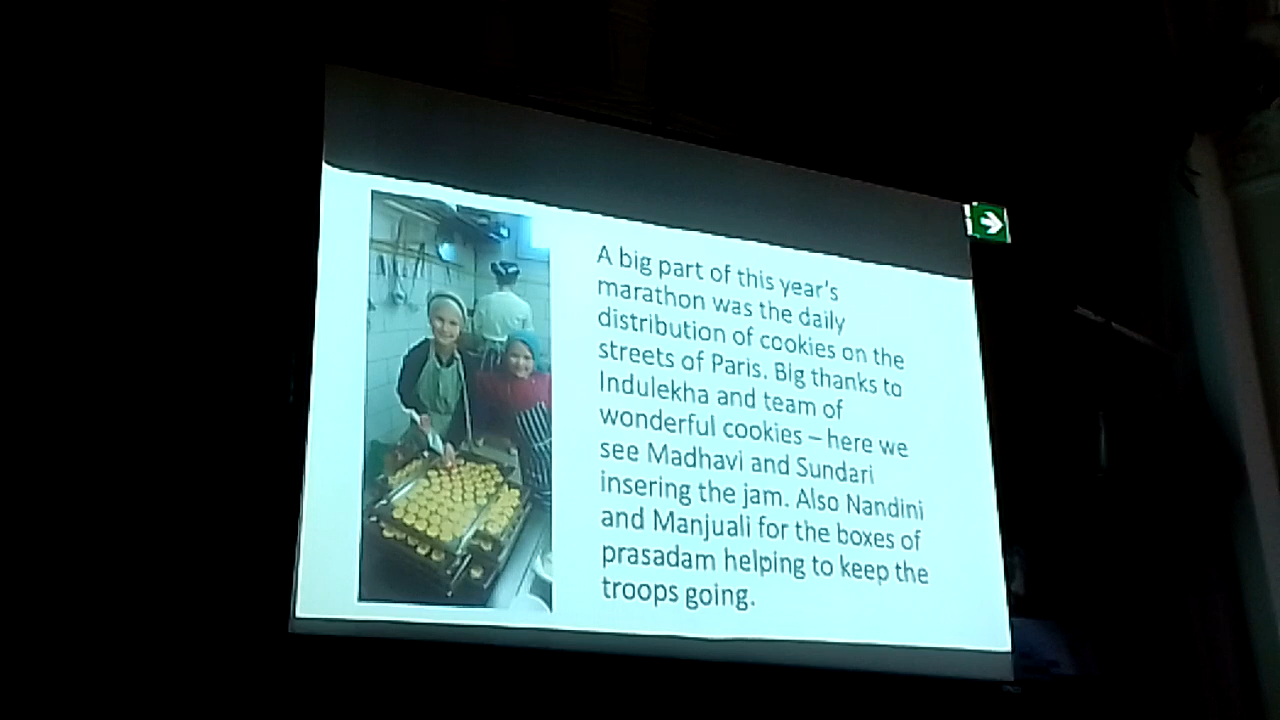 A big part of this year's
marathon was the daily
distribution of cookies on the
streets of Paris. Big thanks to
Indulekha and team of
wonderful cookies – here we
see Madhavi and Sundari
insering the jam. Also Nandini
and Manjuali for the boxes of
prasadam helping to keep the
troops going.